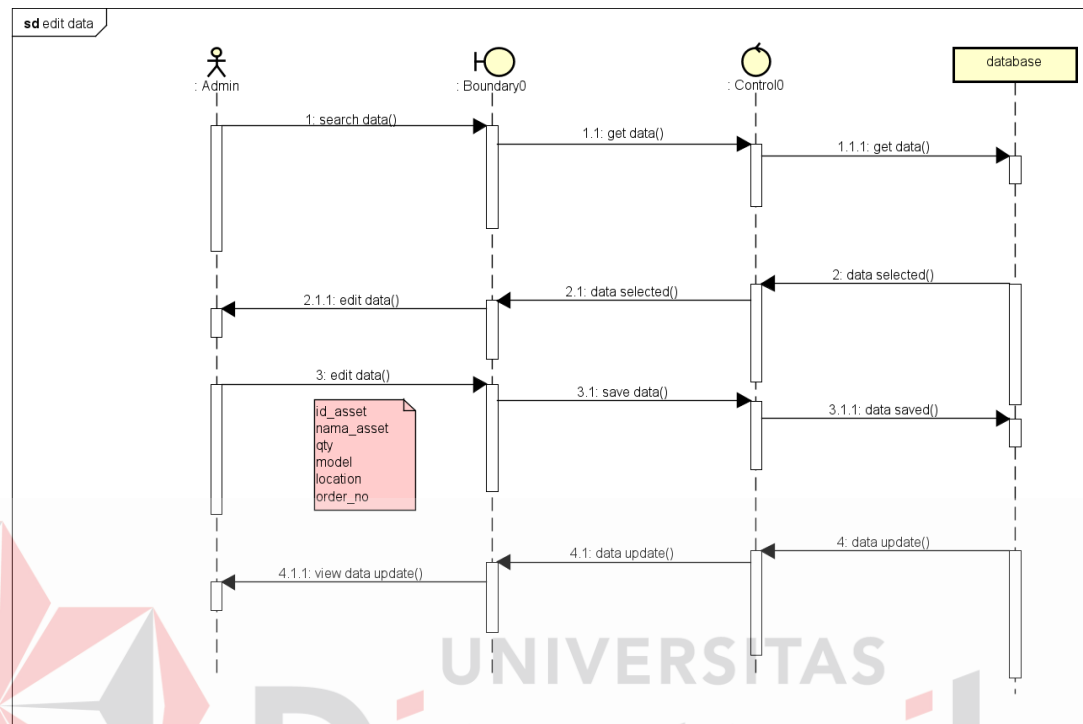 sd edit data
: Admin
: Boundary0
: Control0
database
1: search data()
1.1: get data()
1.1.1: get data()
2: data selected()
2.1: data selected()
2.1.1: edit data()
3: edit data()
3.1: save data()
3.1.1: data saved()
id_asset
nama_asset
qty
model
location
order_no
4: data update()
4.1: data update()
4.1.1: view data update()
UNIVERSITAS